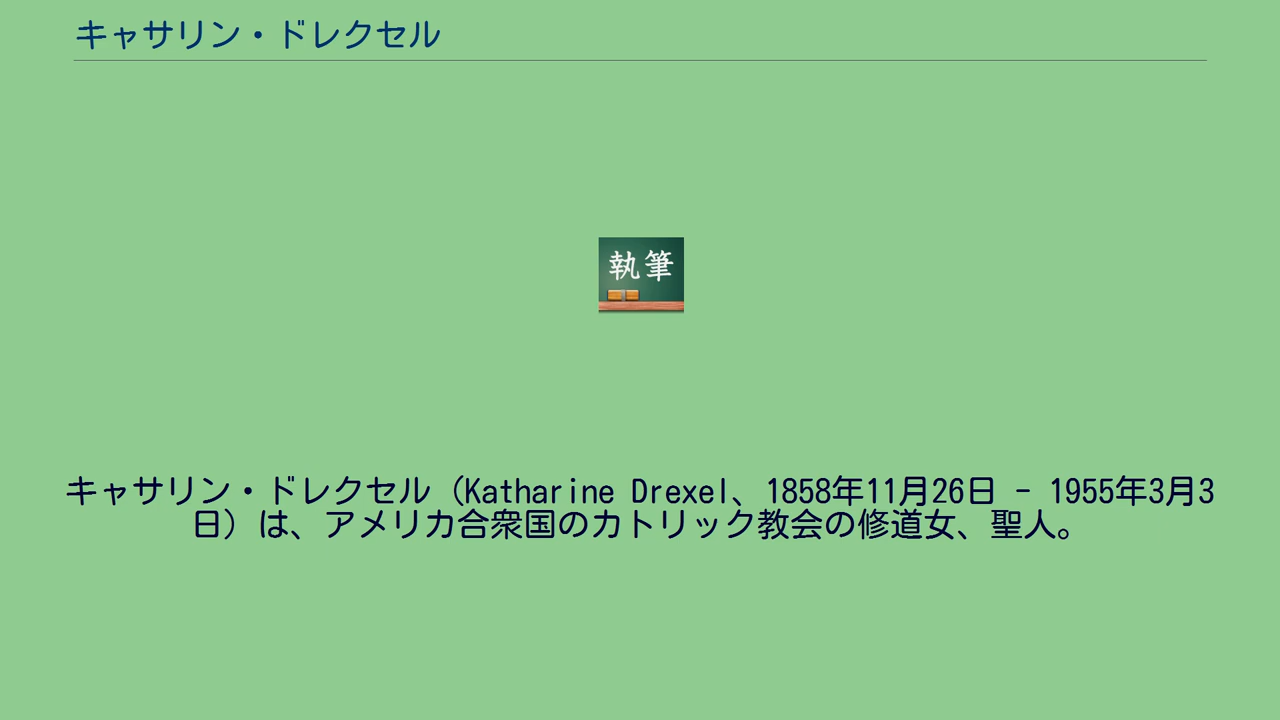 キャサリン・ドレクセル
執筆
キャサリン・ドレクセル（Katharine Drexel、1858年11月26日 - 1955年3月3
日）は、アメリカ合衆国のカトリック教会の修道女、聖人。